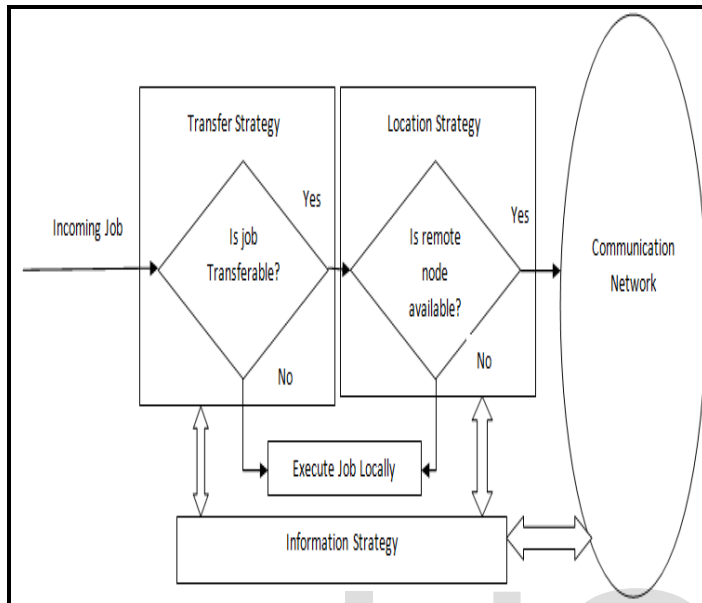 Transfer Strategy
Location Strategy
Yes
Yes
Incoming Job
Is job
Transferable?
Is remote
node
available?
Communication
Network
No
No
Execute Job Locally
Information Strategy